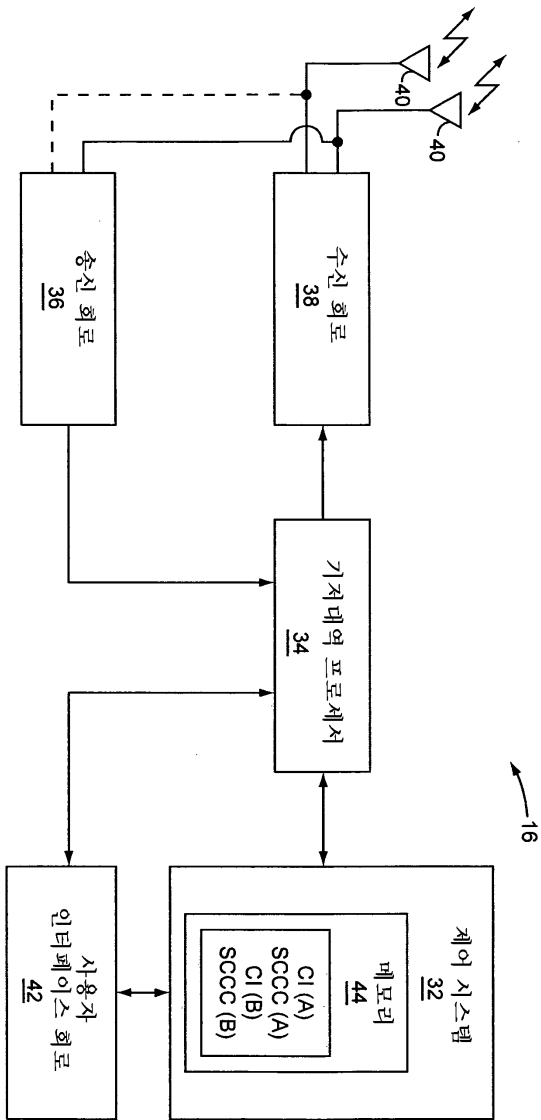 16
40
40
수신 회로
38
송신 회로
36
기저대역 프로세서
34
제어 시스템
32
메모리
44
CI (A)
SCCC (A)
CI (B)
SCCC (B)
사용자
인터페이스 회로
42